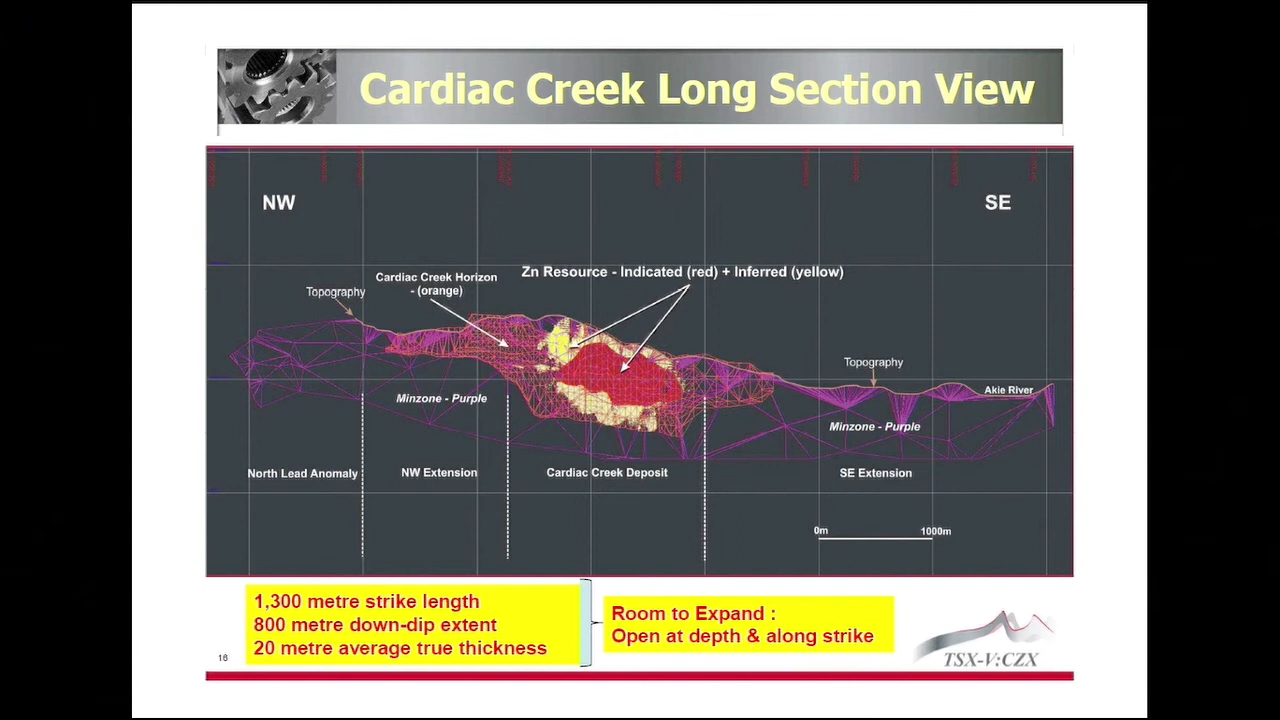 Cardiac Creek Long Section View
NW
SE
Zn Resource - Indicated (red) + Inferred (yellow)
Cardiac Creek Horizon
- (orange)
Topography
Topography
Akie River
Minzone - Purple
Minzone - Purple
North Lead Anomaly
NW Extension
Cardiac Creek Deposit
SE Extension
0m
1000m
1,300 metre strike length
800 metre down-dip extent
20 metre average true thickness
Room to Expand :
Open at depth & along strike
16
TSX-V:CZX